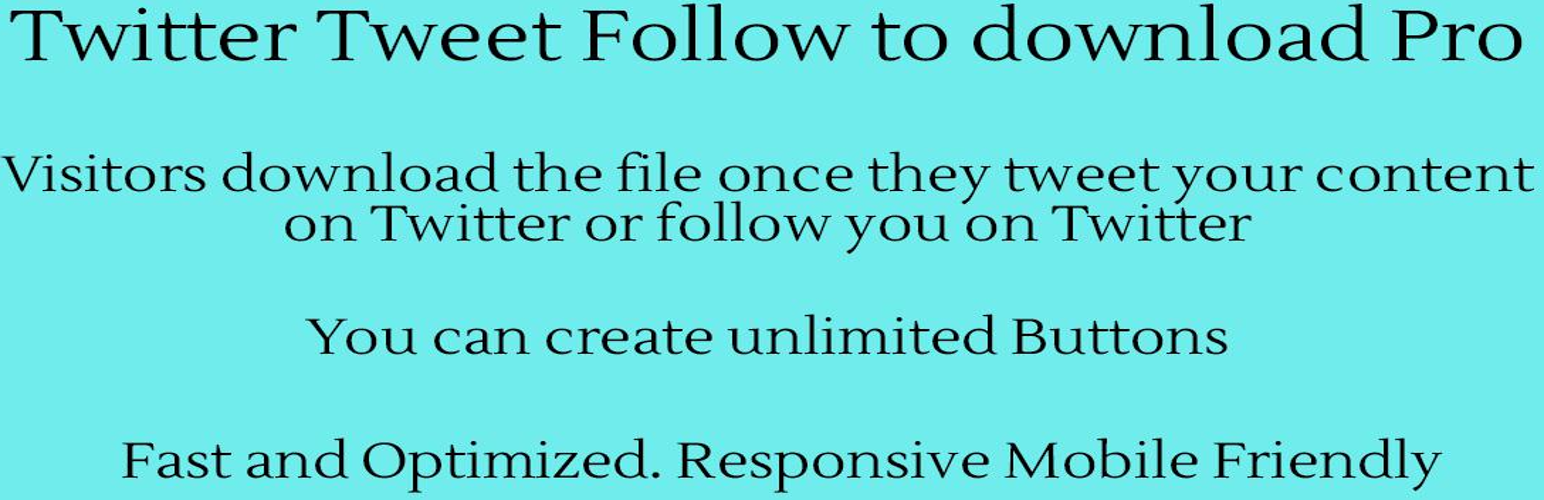 Twitter Tweet Follow to download Pro
Visitors download the file once they tweet your content
on Twitter or follow you on Twitter
You can create unlimited Buttons
Fast and Optimized. Responsive Mobile Friendly